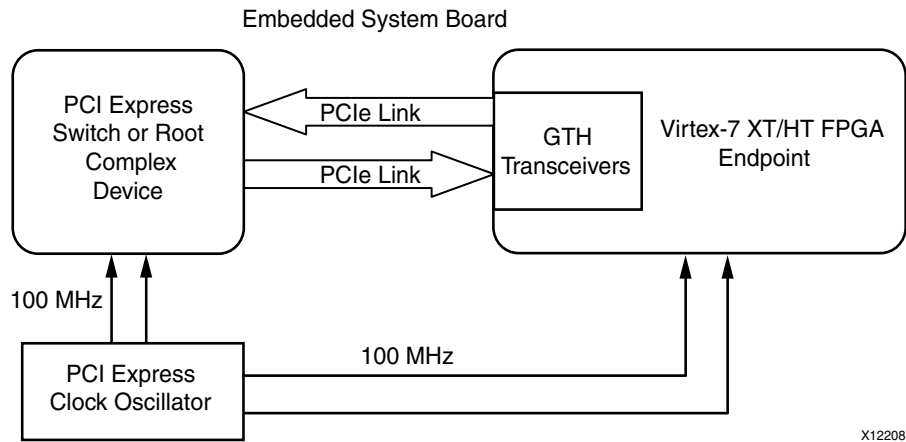 Embedded System Board
PCI Express
Switch or Root
Complex
Device
PCIe Link
PCIe Link
GTH
Transceivers
Virtex-7 XT/HT FPGA
Endpoint
100 MHz
100 MHz
PCI Express
Clock Oscillator
X12208